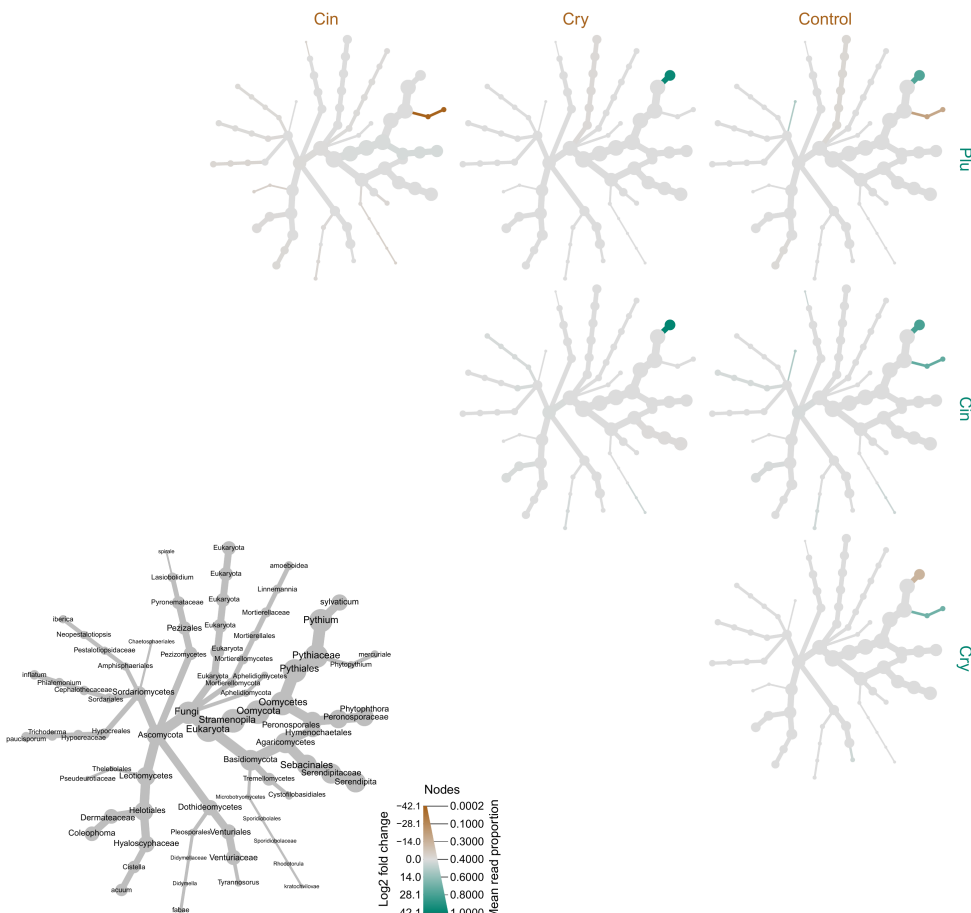 Cin
Cry
Control
Plu
Cin
Cry
spirale
Eukaryota
Lasiobolidium
Eukaryota
amoeboidea
Linnemannia
Pyronemataceae
Eukaryota
sylvaticum
Mortierellaceae
iberica
Neopestalotiopsis
Pezizales
Eukaryota
Pythium
Chaetosphaeriales
Mortierellales
Pestalotiopsidaceae
Pezizomycetes
Eukaryota
Mortierellomycetes
Pythiaceae
mercuriale
Phytopythium
Amphisphaeriales
Pythiales
inflatum
Phialemonium
Eukaryota
Aphelidiomycetes
Mortierellomycota
Cephalothecaceae
Sordariomycetes
Aphelidiomycota
Sordariales
Oomycetes
Fungi
Oomycota
Phytophthora
Stramenopila
Peronosporaceae
Trichoderma
Hypocreales
Eukaryota
Peronosporales
paucisporum
Hypocreaceae
Ascomycota
Hymenochaetales
Agaricomycetes
Basidiomycota
Thelebolales
Sebacinales
Pseudeurotiaceae
Leotiomycetes
Serendipitaceae
Tremellomycetes
Serendipita
Microbotryomycetes
Cystofilobasidiales
Helotiales
Dothideomycetes
Dermateaceae
Sporidiobolales
Coleophoma
Pleosporales
Venturiales
Hyaloscyphaceae
Sporidiobolaceae
Didymellaceae
Venturiaceae
Cistella
Rhodotorula
Didymella
Tyrannosorus
acuum
fabae
Nodes
−42.1 0.0002
−28.1 0.1000
−14.0 0.3000
0.0 0.4000
14.0 0.6000
28.1 0.8000
42.1 1.0000
Log2 fold change
Mean read proportion